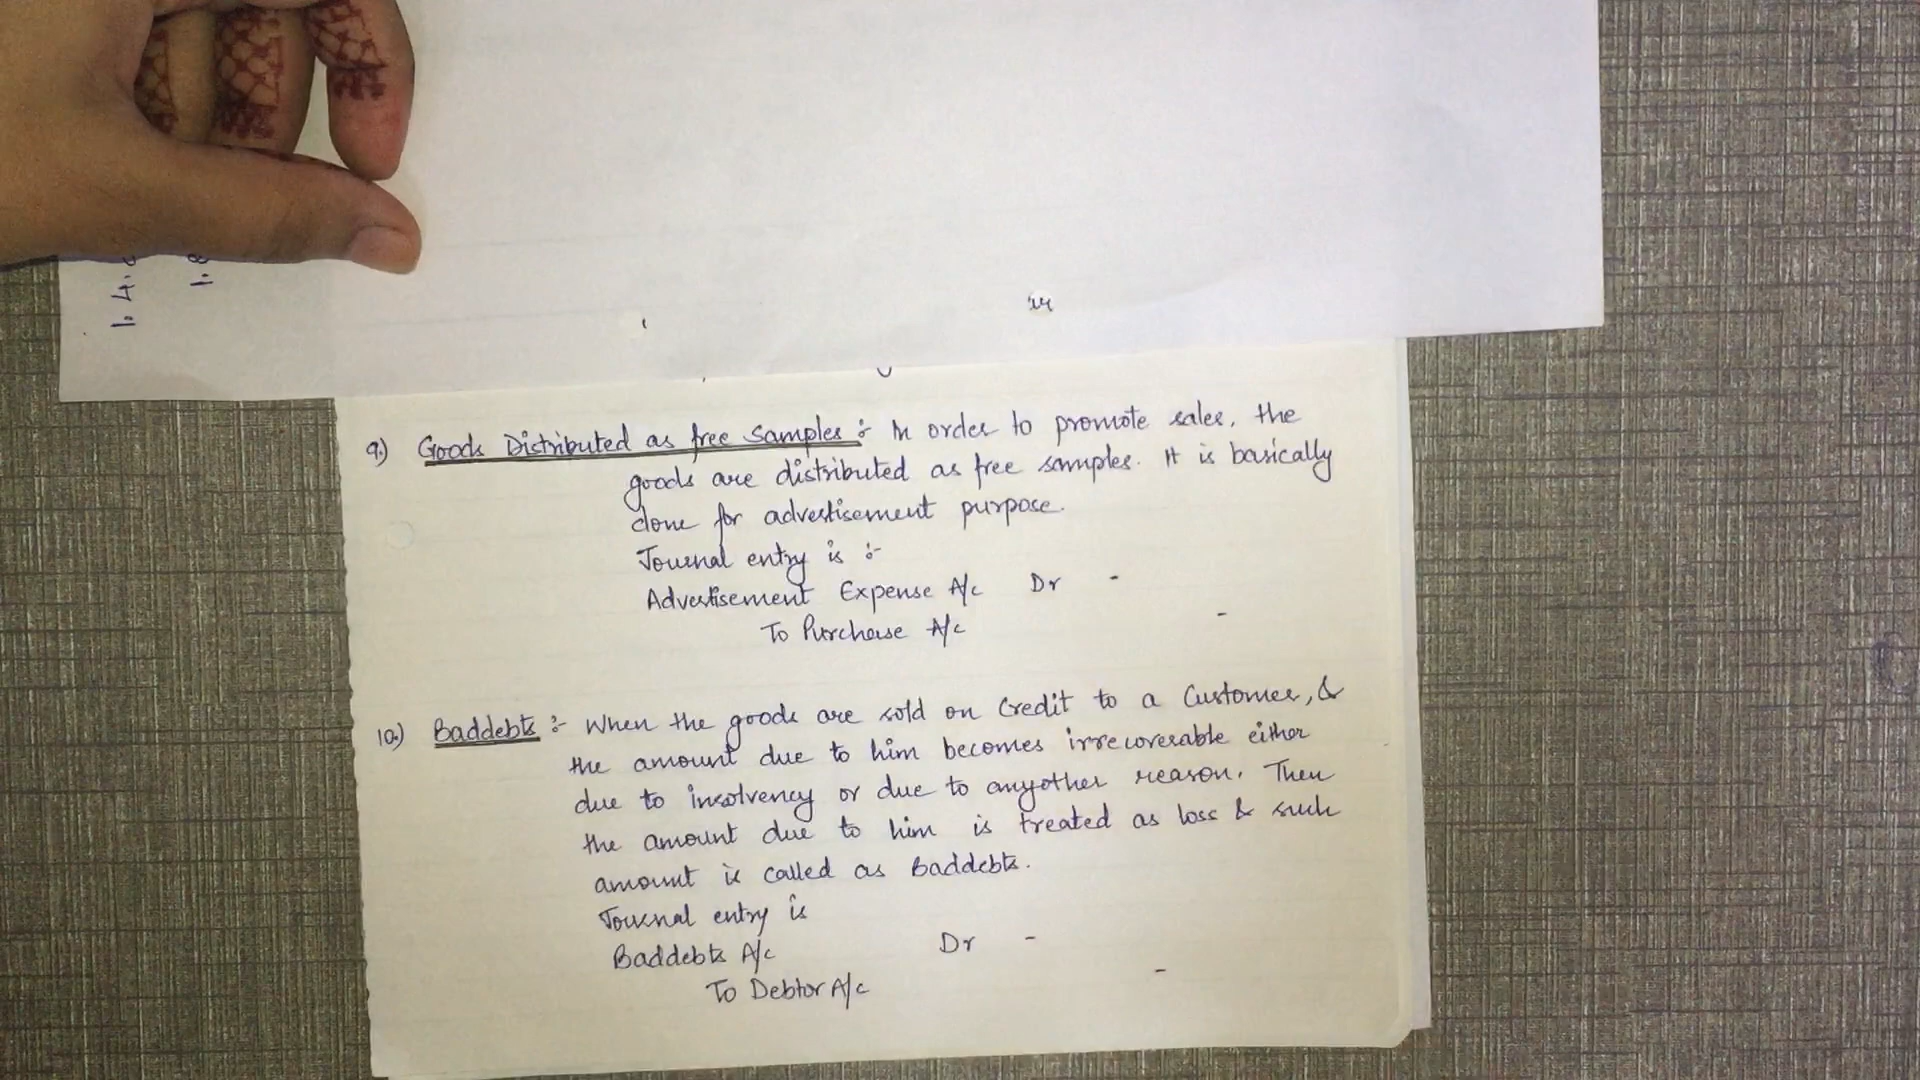 9.) Goods Distributed as free Samples :- In order to promote sales, the
goods are distributed as free samples. It is basically
done for advertisement purpose.
Journal entry is :-
Advertisement Expense A/c Dr -
To Purchase A/c -
10.) Baddebts :- When the goods are sold on Credit to a Customer, &
the amount due to him becomes irrecoverable either
due to insolvency or due to anyother reason. Then
the amount due to him is treated as loss & such
amount is called as Baddebts.
Journal entry is
Baddebts A/c Dr -
To Debtor A/c -